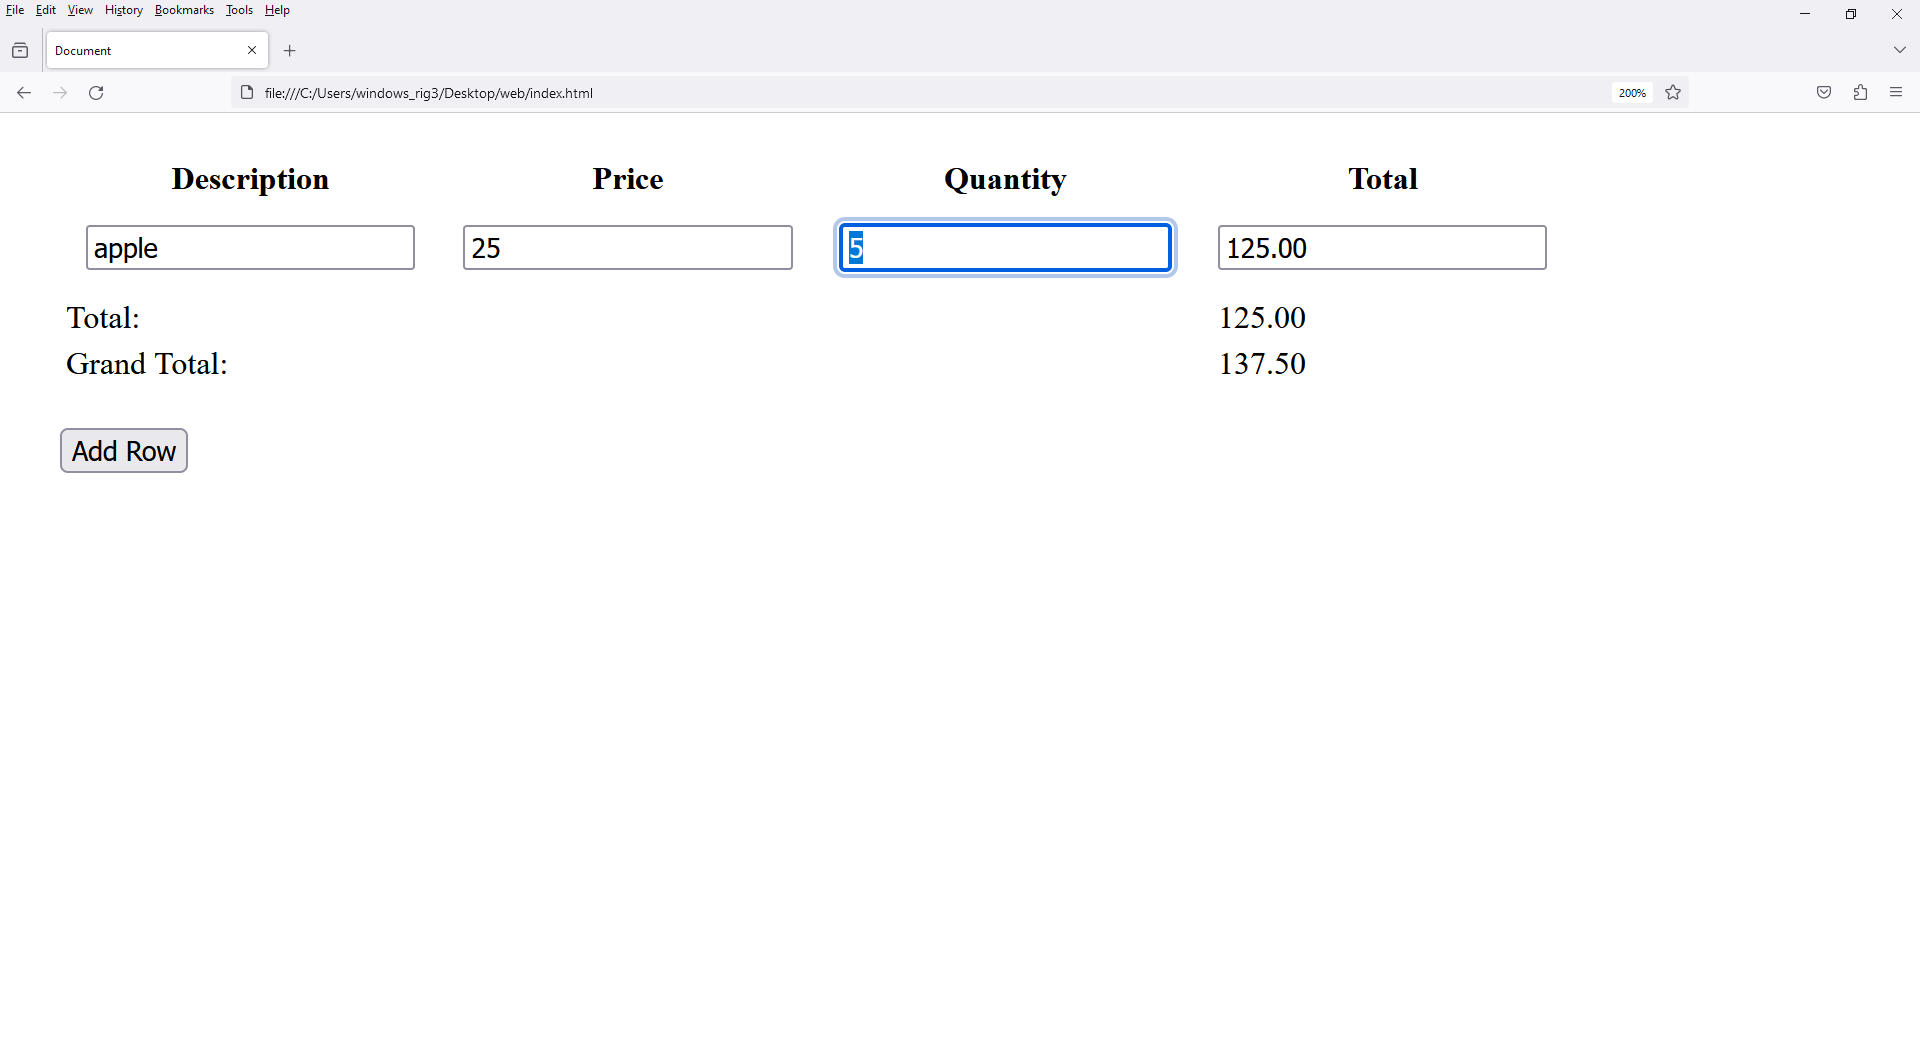 File Edit View History Bookmarks Tools Help
Document
file:///C:/Users/windows_rig3/Desktop/web/index.html 200%
Description Price Quantity Total
apple 25 5 125.00
Total: 125.00
Grand Total: 137.50
Add Row